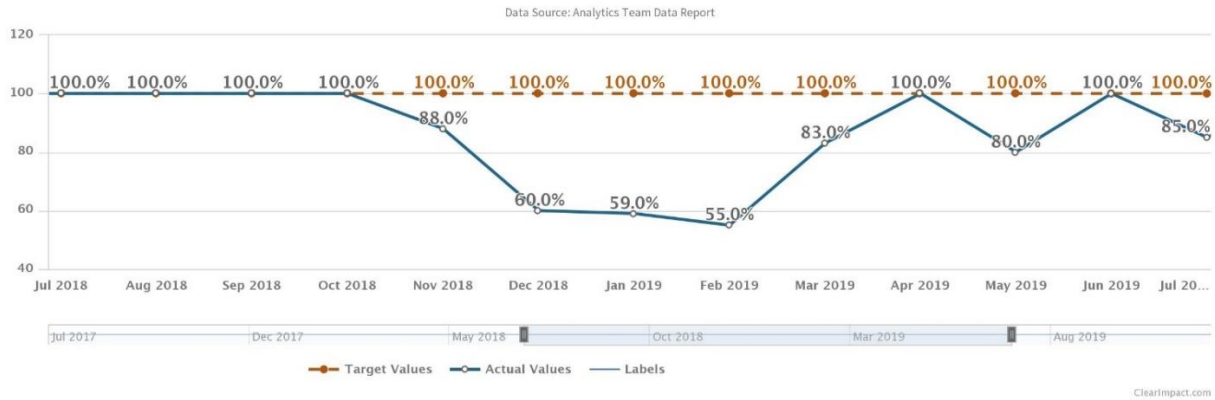 Data Source: Analytics Team Data Report
120
100.0% 100.0% 100.0% 100.0% 100.0% 100.0% 100.0% 100.0% 100.0% 100.0% 100.0% 100.0% 100.0%
100
88.0%
85.0%
83.0%
80.0%
80
60.0% 59.0% 55.0%
60
40
Jul 2018 Aug 2018 Sep 2018 Oct 2018 Nov 2018 Dec 2018 Jan 2019 Feb 2019 Mar 2019 Apr 2019 May 2019 Jun 2019 Jul 20...
Jul 2017 Dec 2017 May 2018 Oct 2018 Mar 2019 Aug 2019
Target Values Actual Values Labels
ClearImpact.com